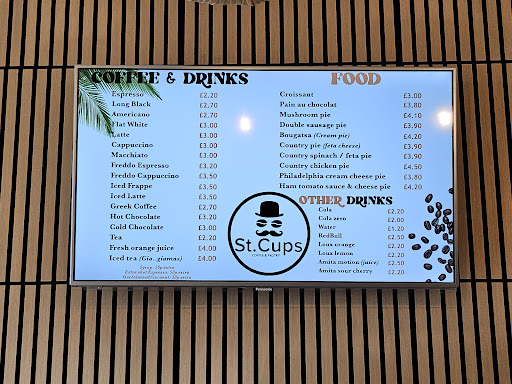 COFFEE & DRINKS
Espresso £2.20
Long Black £2.70
Americano £2.70
Flat White £3.00
Latte £3.00
Cappuccino £3.00
Macchiato £3.00
Freddo Espresso £3.20
Freddo Cappuccino £3.50
Iced Frappe £3.50
Iced Latte £3.50
Greek Coffee £2.70
Hot Chocolate £3.20
Cold Chocolate £3.00
Tea £2.20
Fresh orange juice £4.00
Iced tea (Gia..giamas) £4.00
FOOD
Croissant £3.00
Pain au chocolat £3.80
Mushroom pie £4.10
Double sausage pie £3.90
Bougatsa (Cream pie) £4.20
Country pie (feta cheese) £3.90
Country spinach / feta pie £3.90
Country chicken pie £4.50
Philadelphia cream cheese pie £3.80
Ham tomato sauce & cheese pie £4.20
OTHER DRINKS
Cola £2.20
Cola zero £2.00
Water £1.20
RedBull £2.50
Loux orange £2.20
Loux lemon £2.20
Amita motion (juice) £2.50
Amita sour cherry £2.20
St.Cups
COFFEE & PASTRY
Panasonic